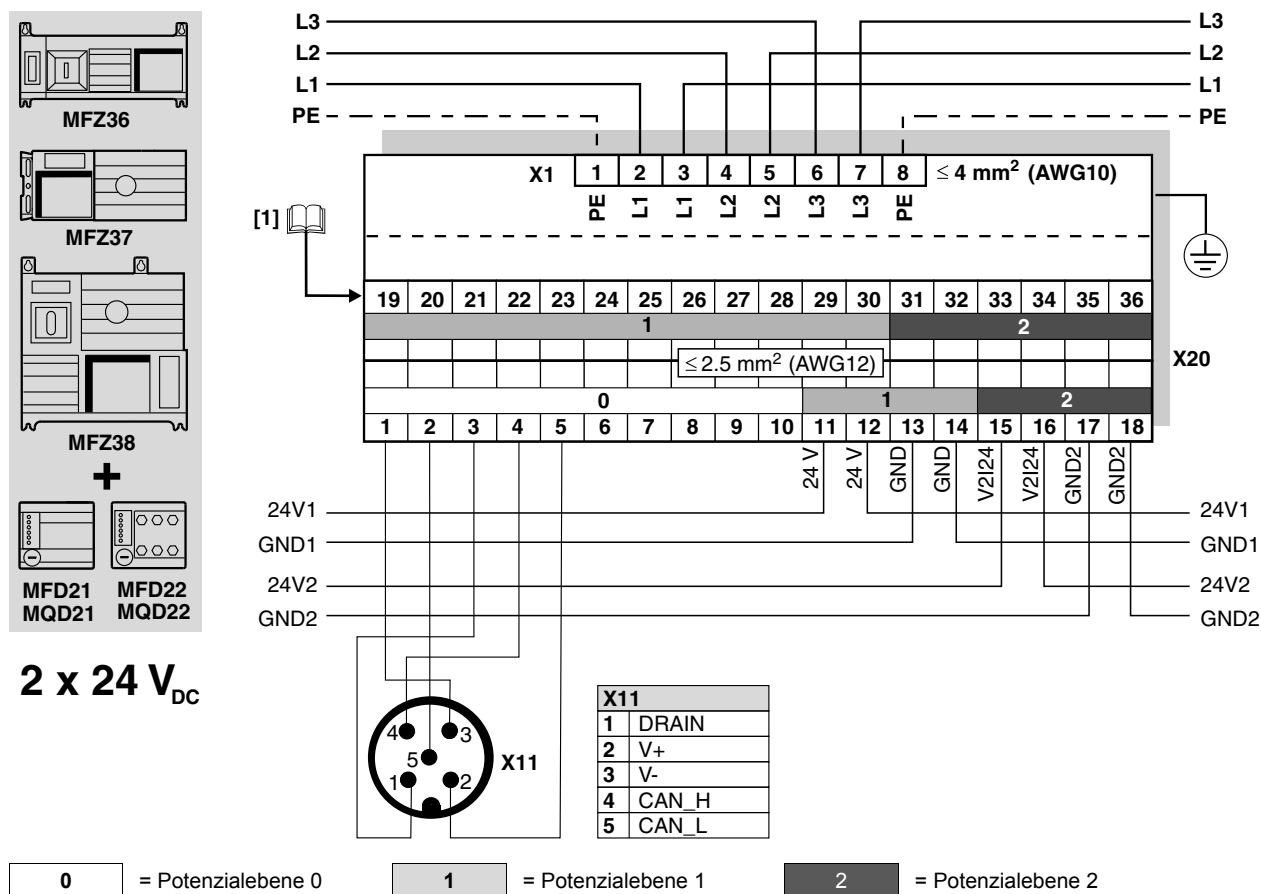 MFZ36
MFZ37
MFZ38
+
MFD21 MFD22
MQD21 MQD22
2 x 24 VDC
L3 L3
L2 L2
L1 L1
PE PE
X1 1 2 3 4 5 6 7 8 ≤ 4 mm² (AWG10)
PE L1 L1 L2 L2 L3 L3 PE
[1]
19 20 21 22 23 24 25 26 27 28 29 30 31 32 33 34 35 36
1 2
≤ 2.5 mm² (AWG12) X20
0 1 2
1 2 3 4 5 6 7 8 9 10 11 12 13 14 15 16 17 18
24 V 24 V GND GND V2I24 V2I24 GND2 GND2
24V1 24V1
GND1 GND1
24V2 24V2
GND2 GND2
4 3
5
1 2
X11
X11
1 DRAIN
2 V+
3 V-
4 CAN_H
5 CAN_L
0 = Potenzialebene 0 1 = Potenzialebene 1 2 = Potenzialebene 2